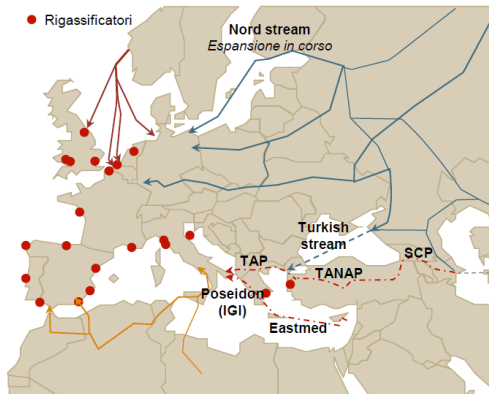 Rigassificatori
Nord stream
Espansione in corso
Turkish
stream
SCP
TAP
TANAP
Poseidon
(IGI)
Eastmed